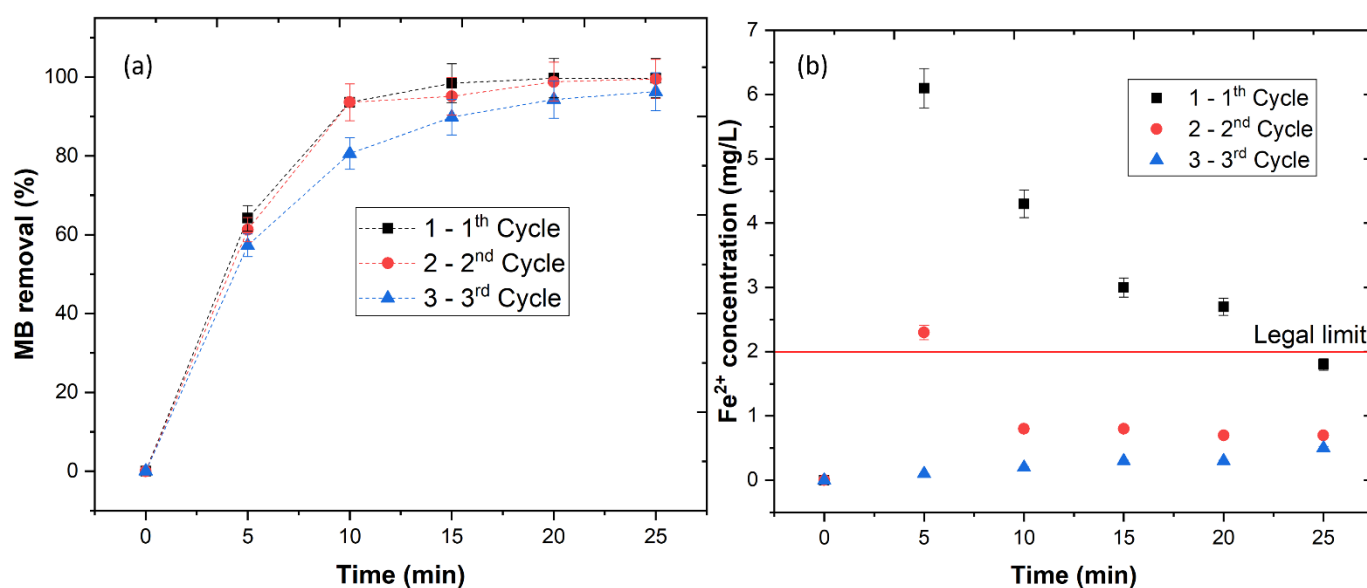 (a)
MB removal (%)
100
80
60
40
20
0
1 - 1th Cycle
2 - 2nd Cycle
3 - 3rd Cycle
0 5 10 15 20 25
Time (min)
(b)
Fe2+ concentration (mg/L)
7
6
5
4
3
2
1
0
1 - 1th Cycle
2 - 2nd Cycle
3 - 3rd Cycle
Legal limit
0 5 10 15 20 25
Time (min)